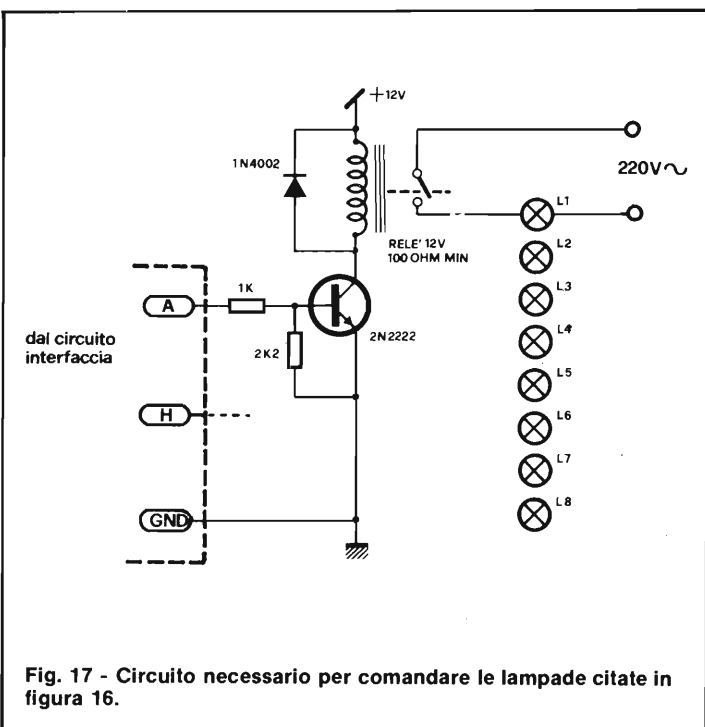 +12V
1N4002
220V~
L1
RELE' 12V
100 OHM MIN
L2
L3
L4
L5
L6
L7
L8
1K
A
2N2222
dal circuito
interfaccia
2K2
H
GND
Fig. 17 - Circuito necessario per comandare le lampade citate in
figura 16.